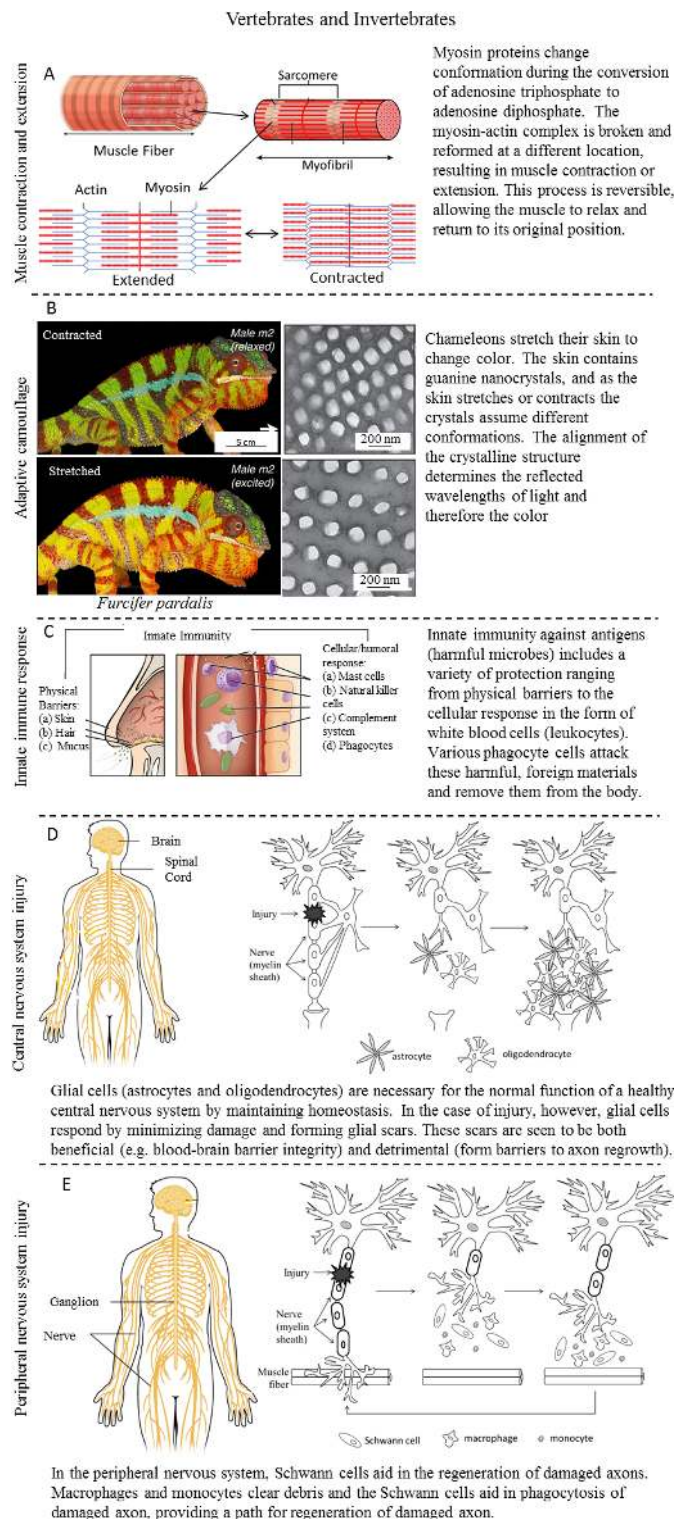 Vertebrates and Invertebrates
Muscle contraction and extension
A
Sarcomere
Muscle Fiber
Myofibril
Actin
Myosin
Extended
Contracted
Myosin proteins change
conformation during the conversion
of adenosine triphosphate to
adenosine diphosphate. The
myosin-actin complex is broken and
reformed at a different location,
resulting in muscle contraction or
extension. This process is reversible,
allowing the muscle to relax and
return to its original position.
Adaptive camouflage
B
Contracted
Male m2
(relaxed)
5 cm
200 nm
Stretched
Male m2
(excited)
200 nm
Furcifer pardalis
Chameleons stretch their skin to
change color. The skin contains
guanine nanocrystals, and as the
skin stretches or contracts the
crystals assume different
conformations. The alignment of
the crystalline structure
determines the reflected
wavelengths of light and
therefore the color
Innate immune response
C
Innate Immunity
Physical
Barriers:
(a) Skin
(b) Hair
(c) Mucus
Cellular/humoral
response:
(a) Mast cells
(b) Natural killer
cells
(c) Complement
system
(d) Phagocytes
Innate immunity against antigens
(harmful microbes) includes a
variety of protection ranging
from physical barriers to the
cellular response in the form of
white blood cells (leukocytes).
Various phagocyte cells attack
these harmful, foreign materials
and remove them from the body.
Central nervous system injury
D
Brain
Spinal
Cord
Injury
Nerve
(myelin
sheath)
astrocyte
oligodendrocyte
Glial cells (astrocytes and oligodendrocytes) are necessary for the normal function of a healthy
central nervous system by maintaining homeostasis. In the case of injury, however, glial cells
respond by minimizing damage and forming glial scars. These scars are seen to be both
beneficial (e.g. blood-brain barrier integrity) and detrimental (form barriers to axon regrowth).
Peripheral nervous system injury
E
Ganglion
Nerve
Injury
Nerve
(myelin
sheath)
Muscle
fiber
Schwann cell
macrophage
monocyte
In the peripheral nervous system, Schwann cells aid in the regeneration of damaged axons.
Macrophages and monocytes clear debris and the Schwann cells aid in phagocytosis of
damaged axon, providing a path for regeneration of damaged axon.